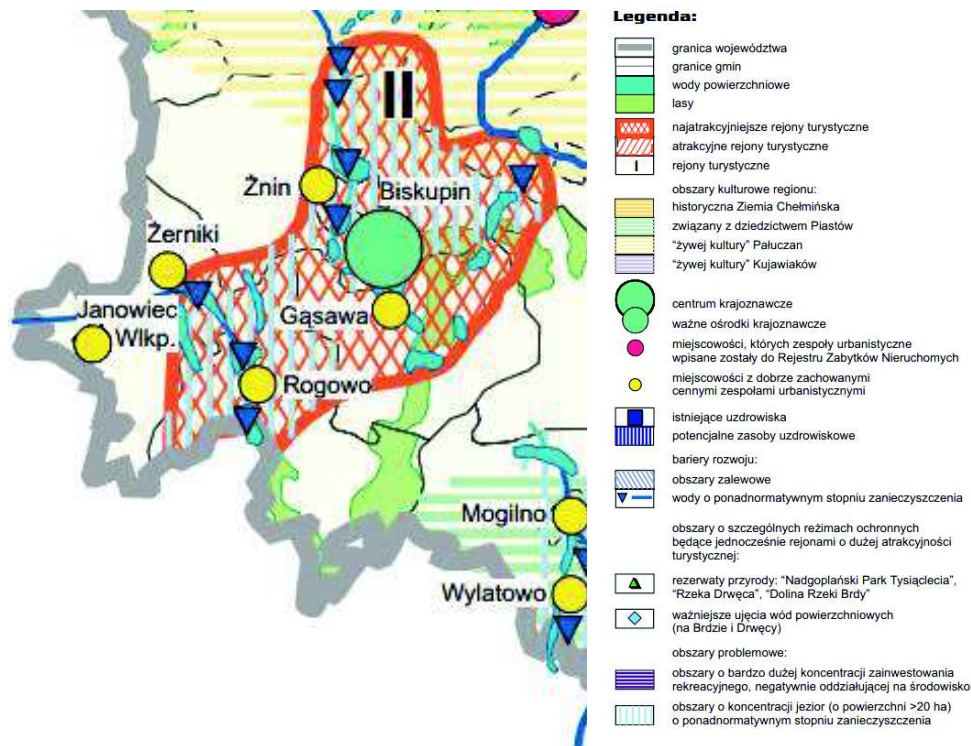 II
Żnin
Biskupin
Żerniki
Janowiec
Wlkp.
Gąsawa
Rogowo
Mogilno
Wylatowo
Legenda:
granica województwa
granice gmin
wody powierzchniowe
lasy
najatrakcyjniejsze rejony turystyczne
atrakcyjne rejony turystyczne
I rejony turystyczne
obszary kulturowe regionu:
historyczna Ziemia Chełmińska
związany z dziedzictwem Piastów
"żywej kultury" Pałuczan
"żywej kultury" Kujawiaków
centrum krajoznawcze
ważne ośrodki krajoznawcze
miejscowości, których zespoły urbanistyczne
wpisane zostały do Rejestru Zabytków Nieruchomych
miejscowości z dobrze zachowanymi
cennymi zespołami urbanistycznymi
istniejące uzdrowiska
potencjalne zasoby uzdrowiskowe
bariery rozwoju:
obszary zalewowe
wody o ponadnormatywnym stopniu zanieczyszczenia
obszary o szczególnych reżimach ochronnych
będące jednocześnie rejonami o dużej atrakcyjności
turystycznej:
rezerwaty przyrody: "Nadgoplański Park Tysiąclecia",
"Rzeka Drwęca", "Dolina Rzeki Brdy"
ważniejsze ujęcia wód powierzchniowych
(na Brdzie i Drwęcy)
obszary problemowe:
obszary o bardzo dużej koncentracji zainwestowania
rekreacyjnego, negatywnie oddziałującej na środowisko
obszary o koncentracji jezior (o powierzchni >20 ha)
o ponadnormatywnym stopniu zanieczyszczenia